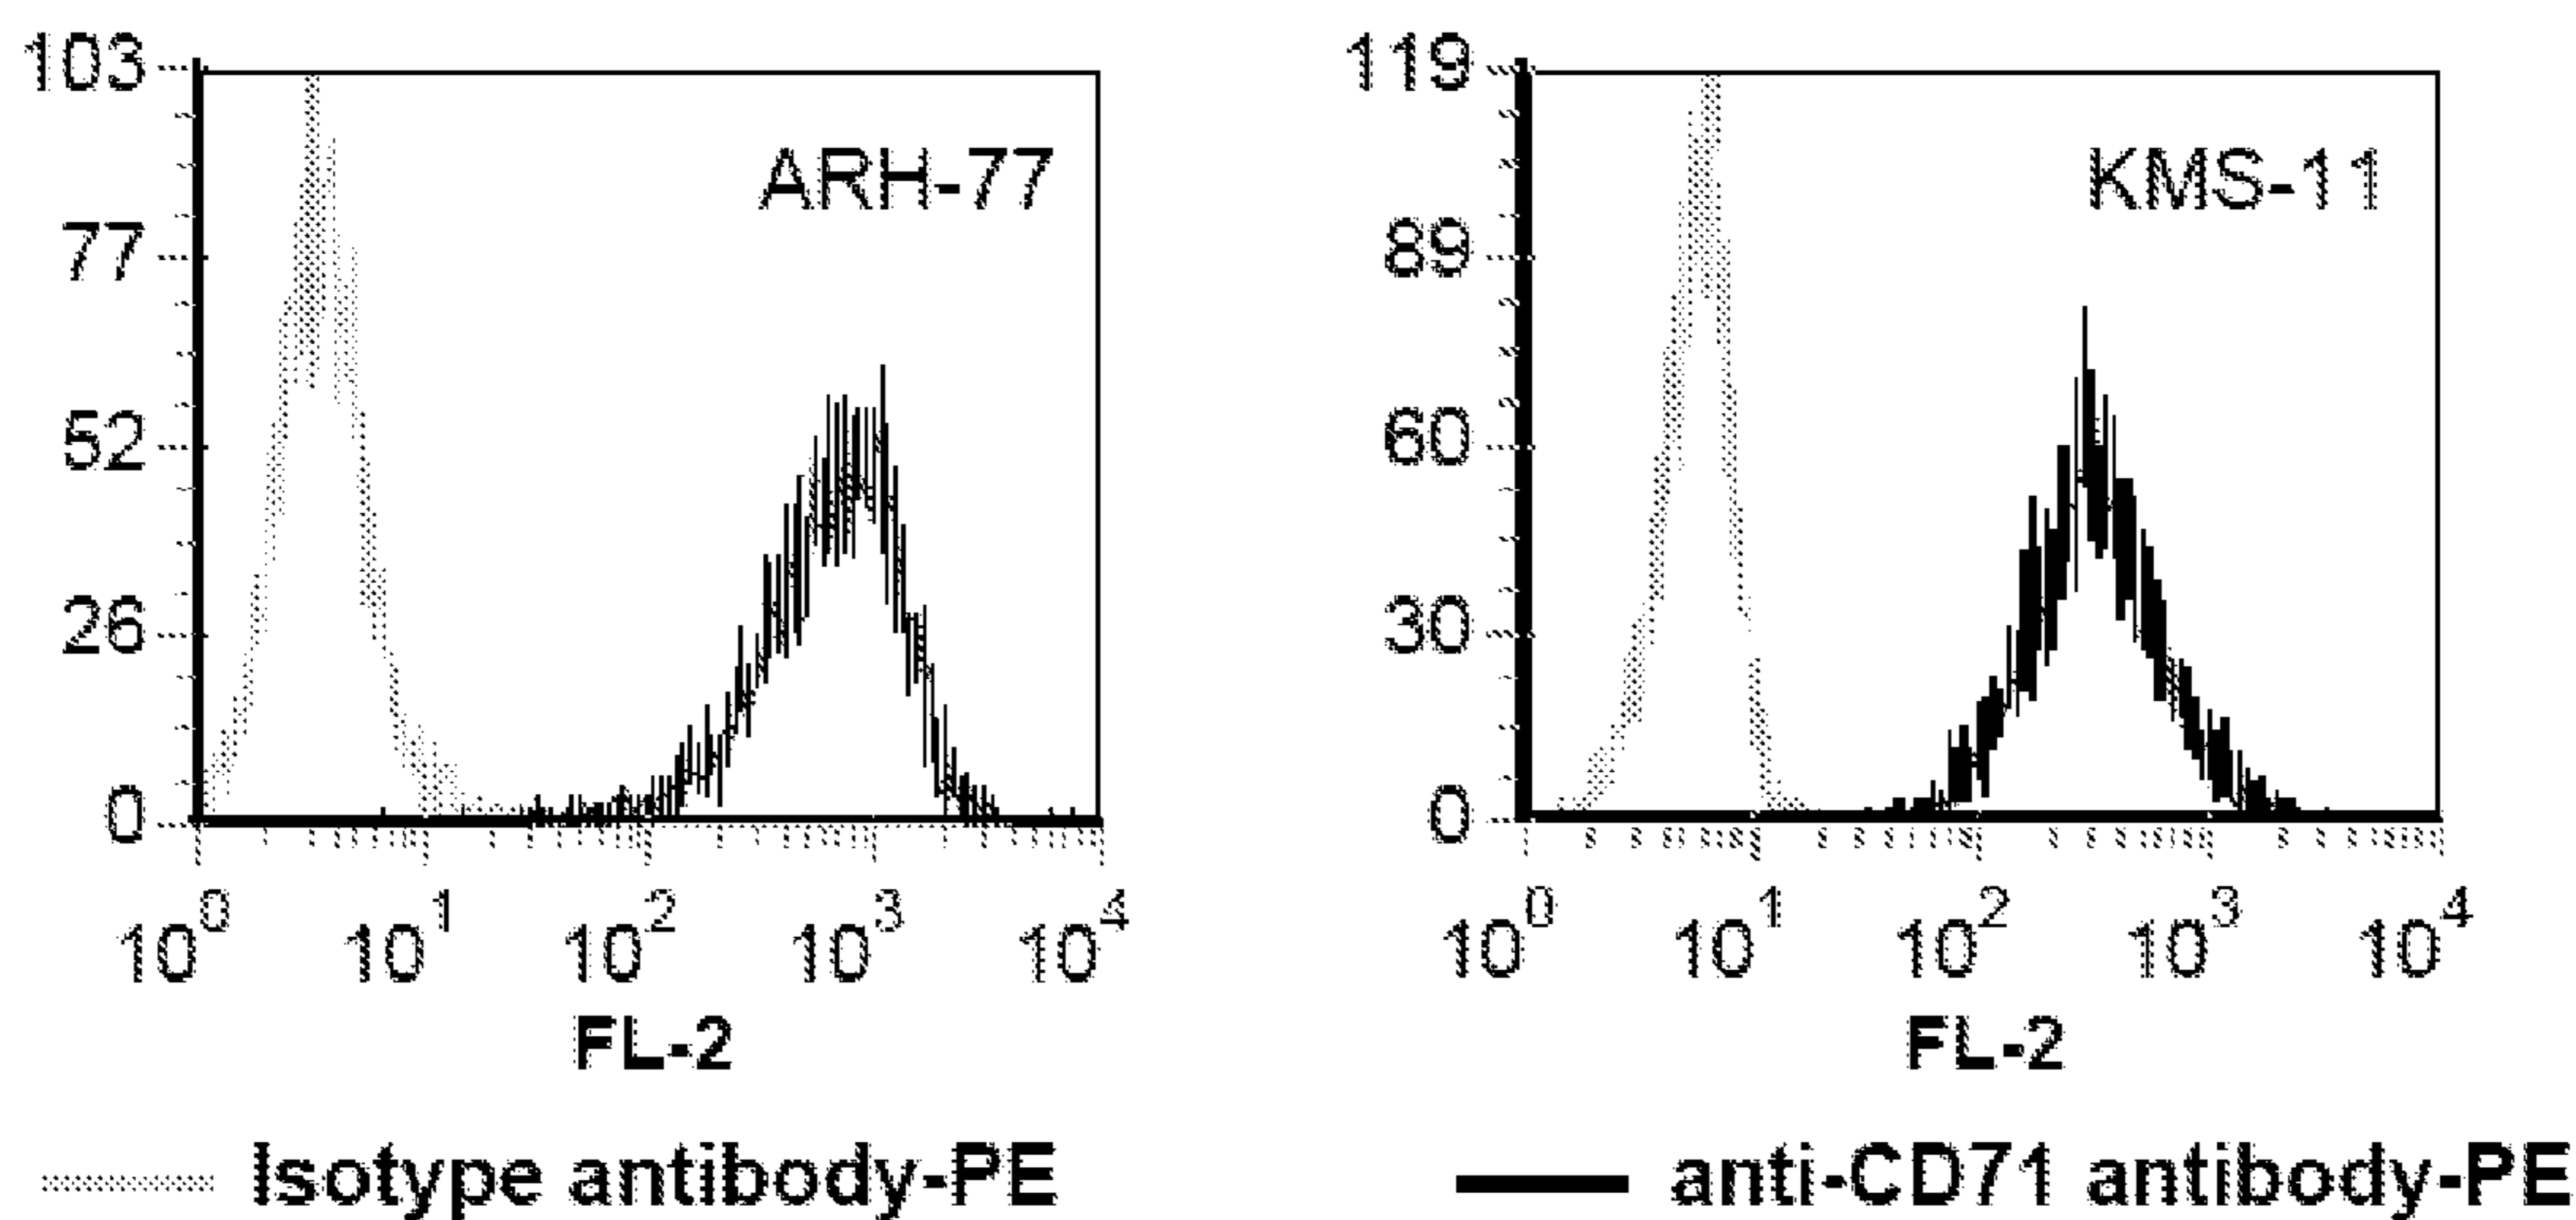 103
77
52
26
0
ARH-77
10^0 10^1 10^2 10^3 10^4
FL-2
119
89
60
30
0
KMS-11
10^0 10^1 10^2 10^3 10^4
FL-2
Isotype antibody-PE
anti-CD71 antibody-PE